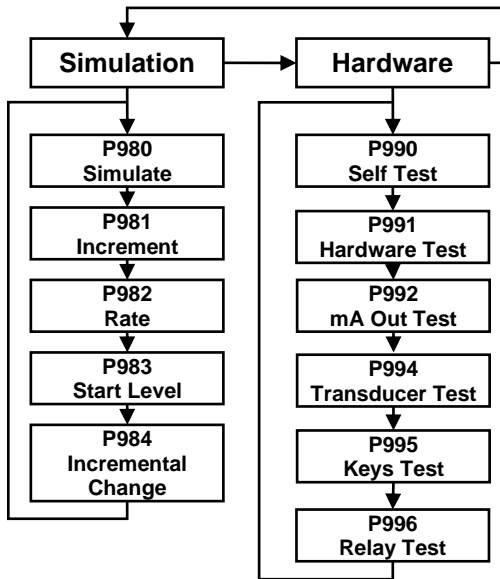 Simulation
Hardware
P980
Simulate
P981
Increment
P982
Rate
P983
Start Level
P984
Incremental
Change
P990
Self Test
P991
Hardware Test
P992
mA Out Test
P994
Transducer Test
P995
Keys Test
P996
Relay Test